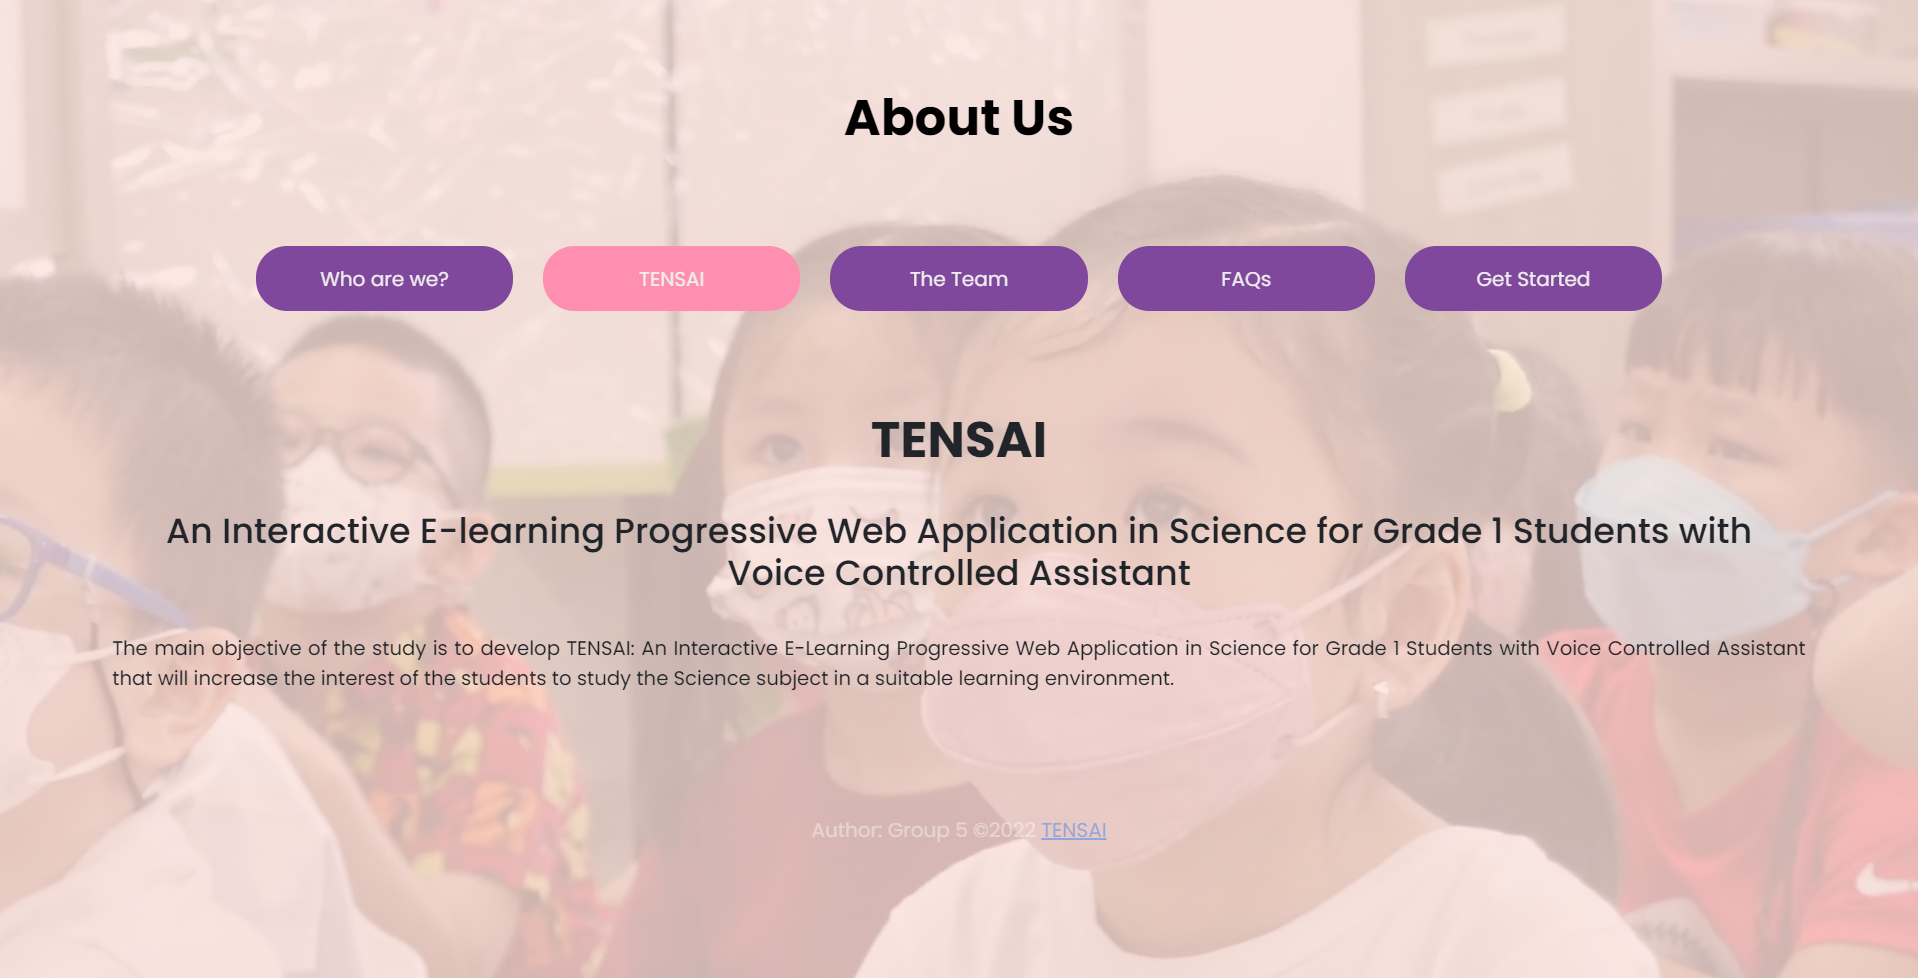 About Us
Who are we?
TENSAI
The Team
FAQs
Get Started
TENSAI
An Interactive E-learning Progressive Web Application in Science for Grade 1 Students with
Voice Controlled Assistant
The main objective of the study is to develop TENSAI: An Interactive E-Learning Progressive Web Application in Science for Grade 1 Students with Voice Controlled Assistant
that will increase the interest of the students to study the Science subject in a suitable learning environment.
Author: Group 5 ©2022 TENSAI